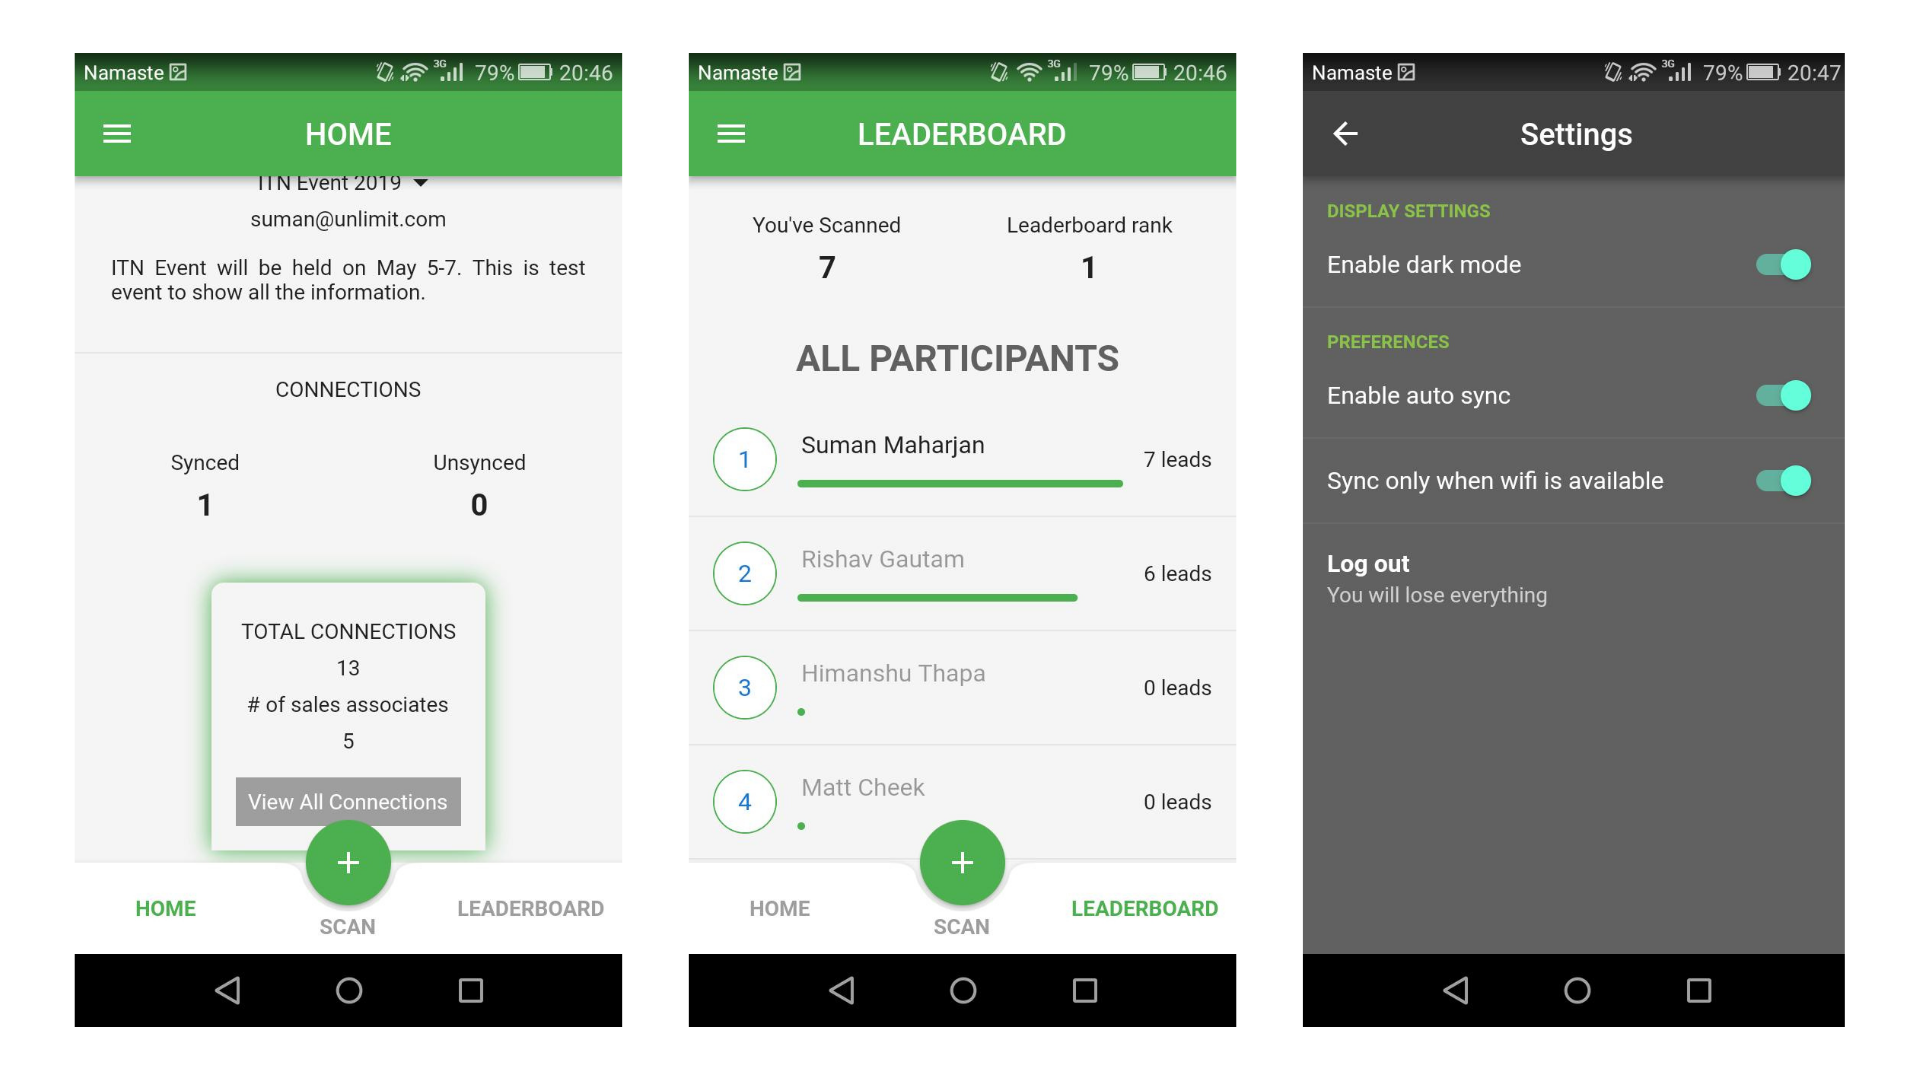 Namaste 3G 79% 20:46
HOME
ITN Event 2019
suman@unlimit.com
ITN Event will be held on May 5-7. This is test
event to show all the information.
CONNECTIONS
Synced Unsynced
1 0
TOTAL CONNECTIONS
13
# of sales associates
5
View All Connections
+
HOME SCAN LEADERBOARD
Namaste 3G 79% 20:46
LEADERBOARD
You've Scanned Leaderboard rank
7 1
ALL PARTICIPANTS
1 Suman Maharjan 7 leads
2 Rishav Gautam 6 leads
3 Himanshu Thapa 0 leads
4 Matt Cheek 0 leads
+
HOME SCAN LEADERBOARD
Namaste 3G 79% 20:47
Settings
DISPLAY SETTINGS
Enable dark mode
PREFERENCES
Enable auto sync
Sync only when wifi is available
Log out
You will lose everything